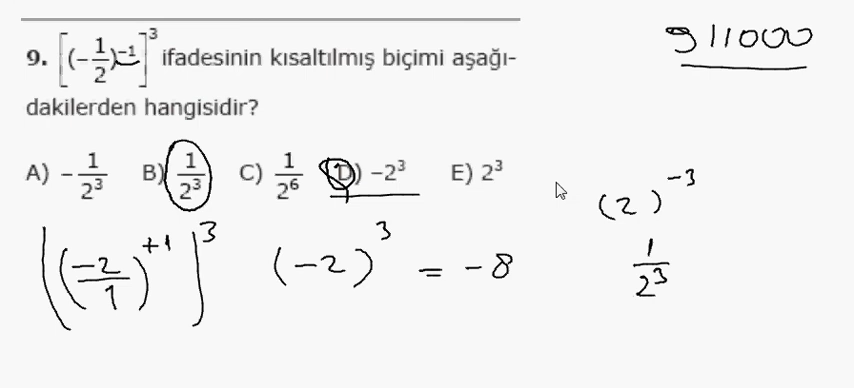 9. [(-1/2)^-1]^3 ifadesinin kısaltılmış biçimi aşağı-
dakilerden hangisidir?
A) -1/2^3 B) 1/2^3 C) 1/2^6 D) -2^3 E) 2^3
((-2/1)^+1)^3 (-2)^3 = -8
911000
(2)^-3
1/2^3